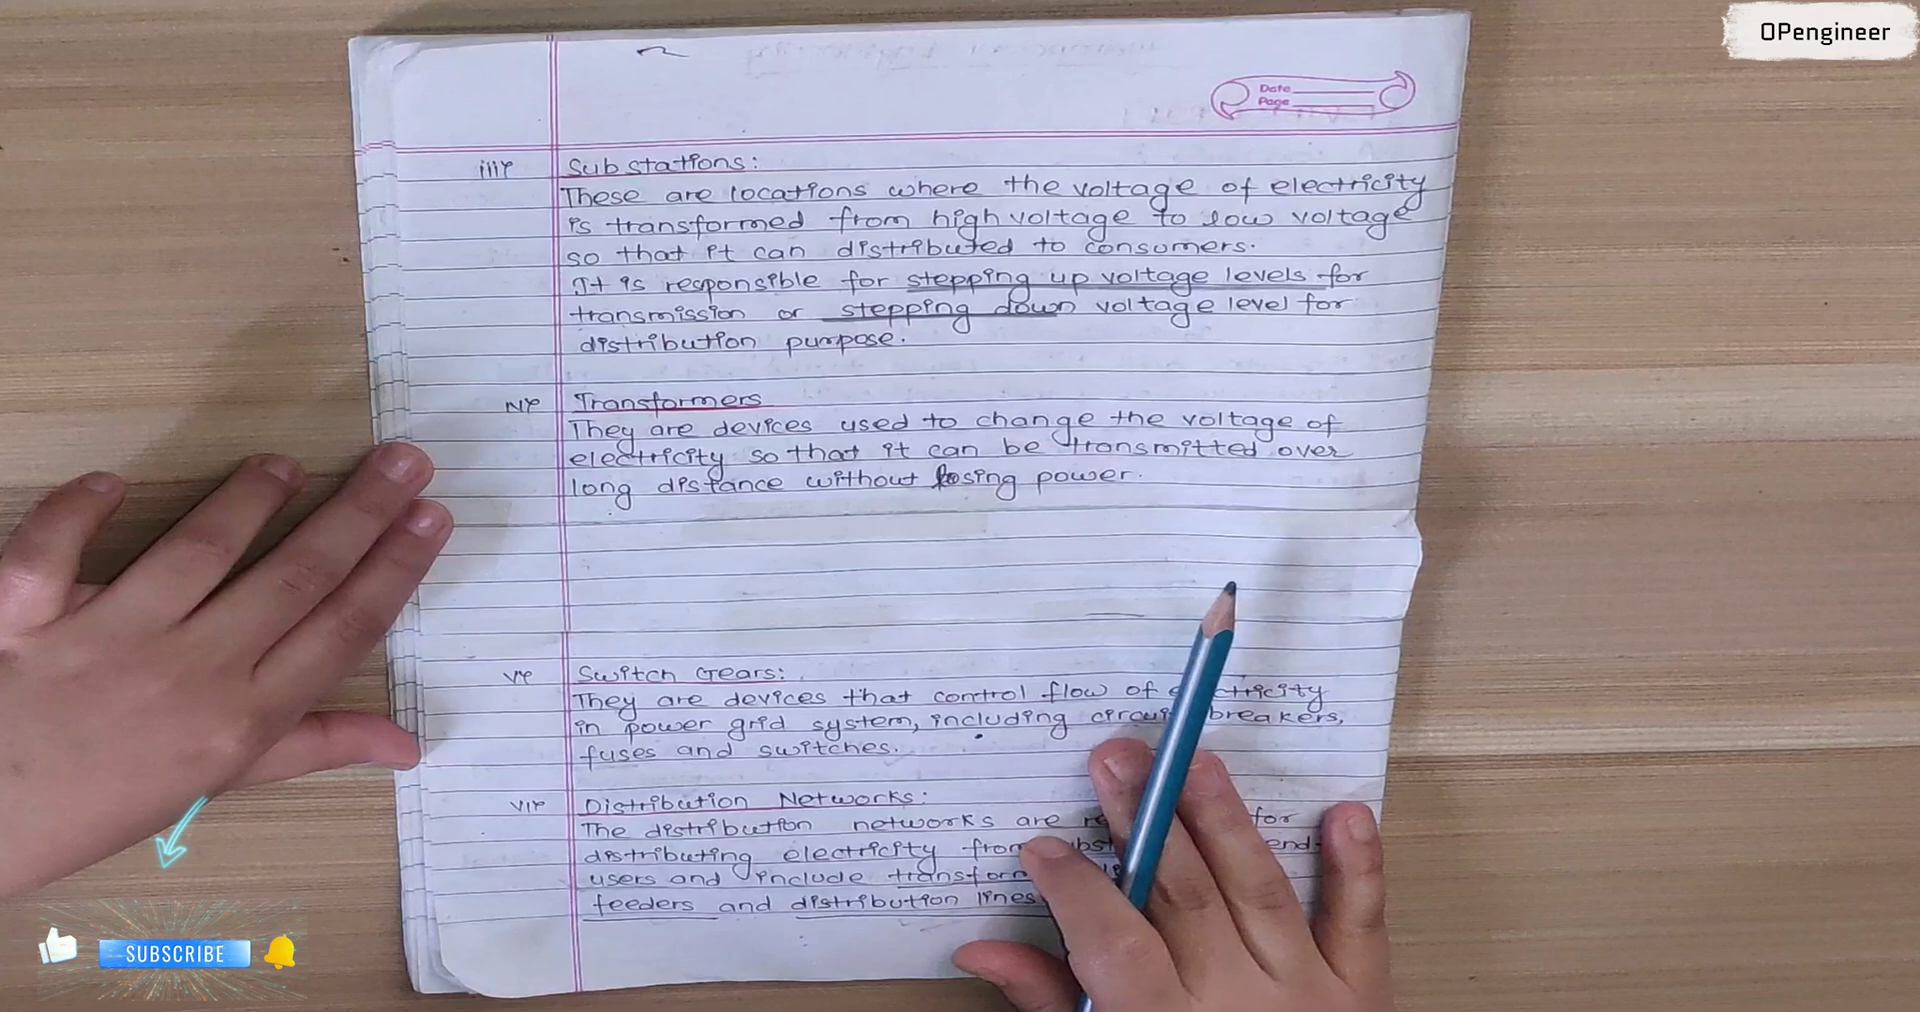 OPengineer
Date
Page
iii) Substations:
These are locations where the voltage of electricity
is transformed from high voltage to low voltage
so that it can distributed to consumers.
It is responsible for stepping up voltage levels for
transmission or stepping down voltage level for
distribution purpose.
iv) Transformers
They are devices used to change the voltage of
electricity so that it can be transmitted over
long distance without losing power.
v) Switch Gears:
They are devices that control flow of
in power grid system, including breakers,
fuses and switches.
vi) Distribution Networks:
The distribution networks are for
distributing electricity from end-
users and include
feeders and distribution lines
SUBSCRIBE